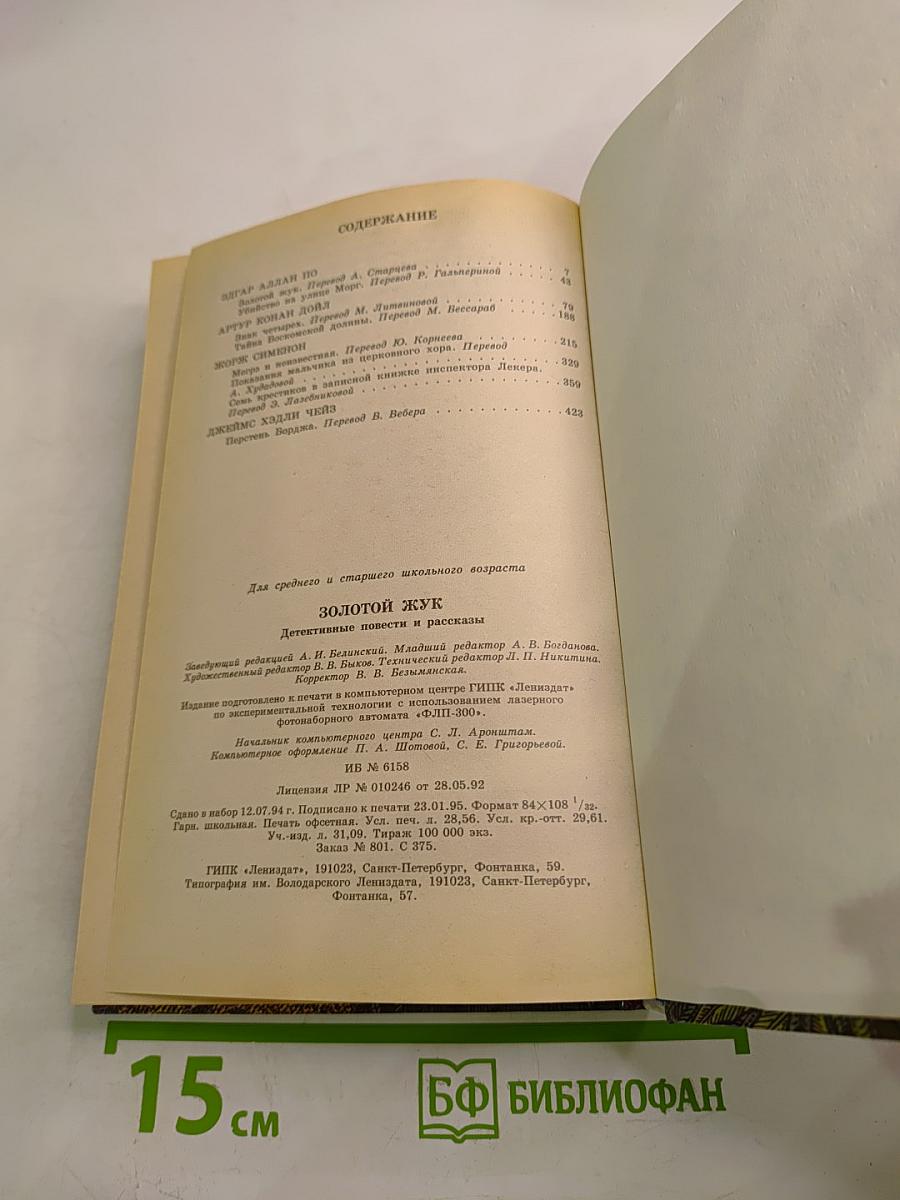 СОДЕРЖАНИЕ
ЭДГАР АЛЛАН ПО
Золотой жук. Перевод А. Старцева . . . . . . . . . . . 7
Убийство на улице Морг. Перевод Р. Гальпериной . . . . 43
АРТУР КОНАН ДОЙЛ
Знак четырех. Перевод М. Литвиновой . . . . . . . . . . 79
Тайна Боскомской долины. Перевод М. Бессараб . . . . . 188
ЖОРЖ СИМЕНОН
Мегрэ и неизвестная. Перевод Ю. Корнеева . . . . . . . 215
Показания мальчика из церковного хора. Перевод
А. Худадовой . . . . . . . . . . . . . . . . . . . . . 329
Семь крестиков в записной книжке инспектора Лекера.
Перевод Э. Лазебниковой . . . . . . . . . . . . . . . 359
ДЖЕЙМС ХЭДЛИ ЧЕЙЗ
Перстень Борджа. Перевод В. Вебера . . . . . . . . . . 423
Для среднего и старшего школьного возраста
ЗОЛОТОЙ ЖУК
Детективные повести и рассказы
Заведующий редакцией А. И. Белинский. Младший редактор А. В. Богданова.
Художественный редактор В. В. Быков. Технический редактор Л. П. Никитина.
Корректор В. В. Безымянская.
Издание подготовлено к печати в компьютерном центре ГИПК «Лениздат»
по экспериментальной технологии с использованием лазерного
фотонаборного автомата «ФЛП-300».
Начальник компьютерного центра С. Л. Аронштам.
Компьютерное оформление П. А. Шотовой, С. Е. Григорьевой.
ИБ № 6158
Лицензия ЛР № 010246 от 28.05.92
Сдано в набор 12.07.94 г. Подписано к печати 23.01.95. Формат 84×108 1/32.
Гарн. школьная. Печать офсетная. Усл. печ. л. 28,56. Усл. кр.-отт. 29,61.
Уч.-изд. л. 31,09. Тираж 100 000 экз.
Заказ № 801. С 375.
ГИПК «Лениздат», 191023, Санкт-Петербург, Фонтанка, 59.
Типография им. Володарского Лениздата, 191023, Санкт-Петербург,
Фонтанка, 57.
15 см
БФ БИБЛИОФАН